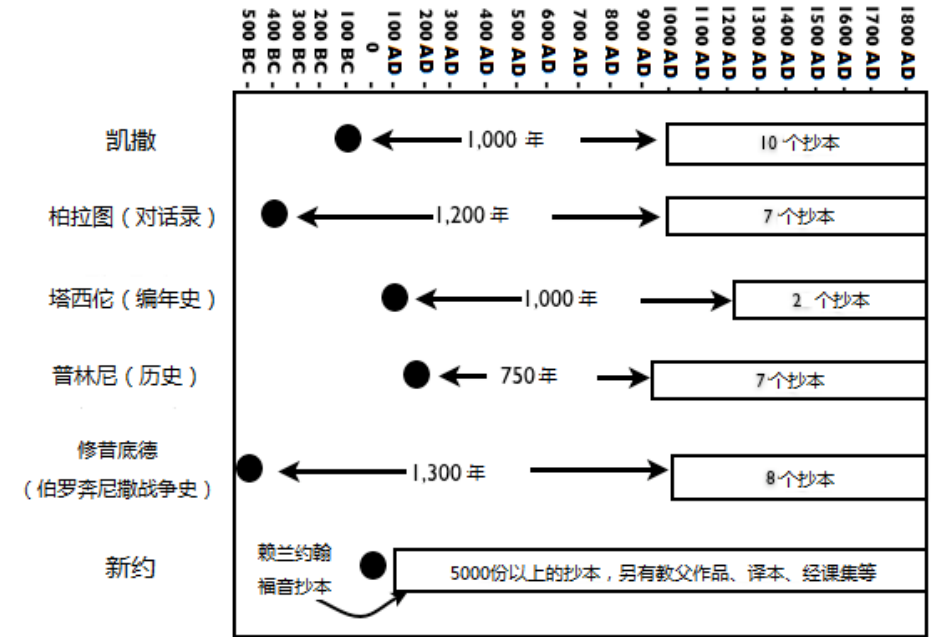 500 BC -
400 BC -
300 BC -
200 BC -
100 BC -
0 -
100 AD -
200 AD -
300 AD -
400 AD -
500 AD -
600 AD -
700 AD -
800 AD -
900 AD -
1000 AD -
1100 AD -
1200 AD -
1300 AD -
1400 AD -
1500 AD -
1600 AD -
1700 AD -
1800 AD -
凯撒
1,000 年
10 个抄本
柏拉图（对话录）
1,200 年
7 个抄本
塔西佗（编年史）
1,000 年
2 个抄本
普林尼（历史）
750 年
7个抄本
修昔底德
（伯罗奔尼撒战争史）
1,300 年
8个抄本
新约
赖兰约翰
福音抄本
5000份以上的抄本，另有教父作品、译本、经课集等